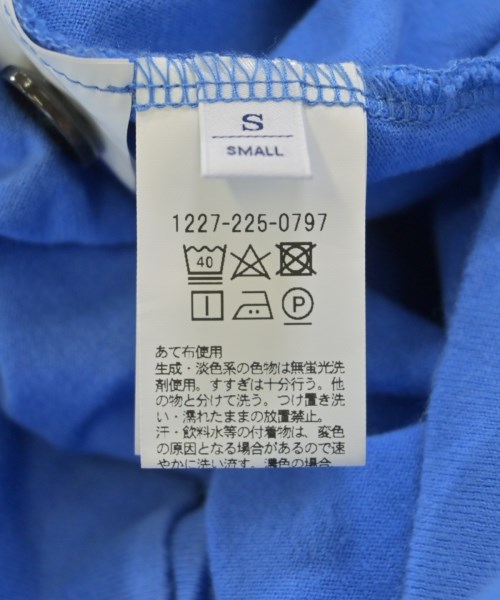 S
SMALL
1227-225-0797
40
P
あて布使用
生成・淡色系の色物は無蛍光洗
剤使用。すすぎは十分行う。他
の物と分けて洗う。つけ置き洗
い・濡れたままの放置禁止。
汗・飲料水等の付着物は、変色
の原因となる場合があるので速
やかに洗い流す。濃色の場合